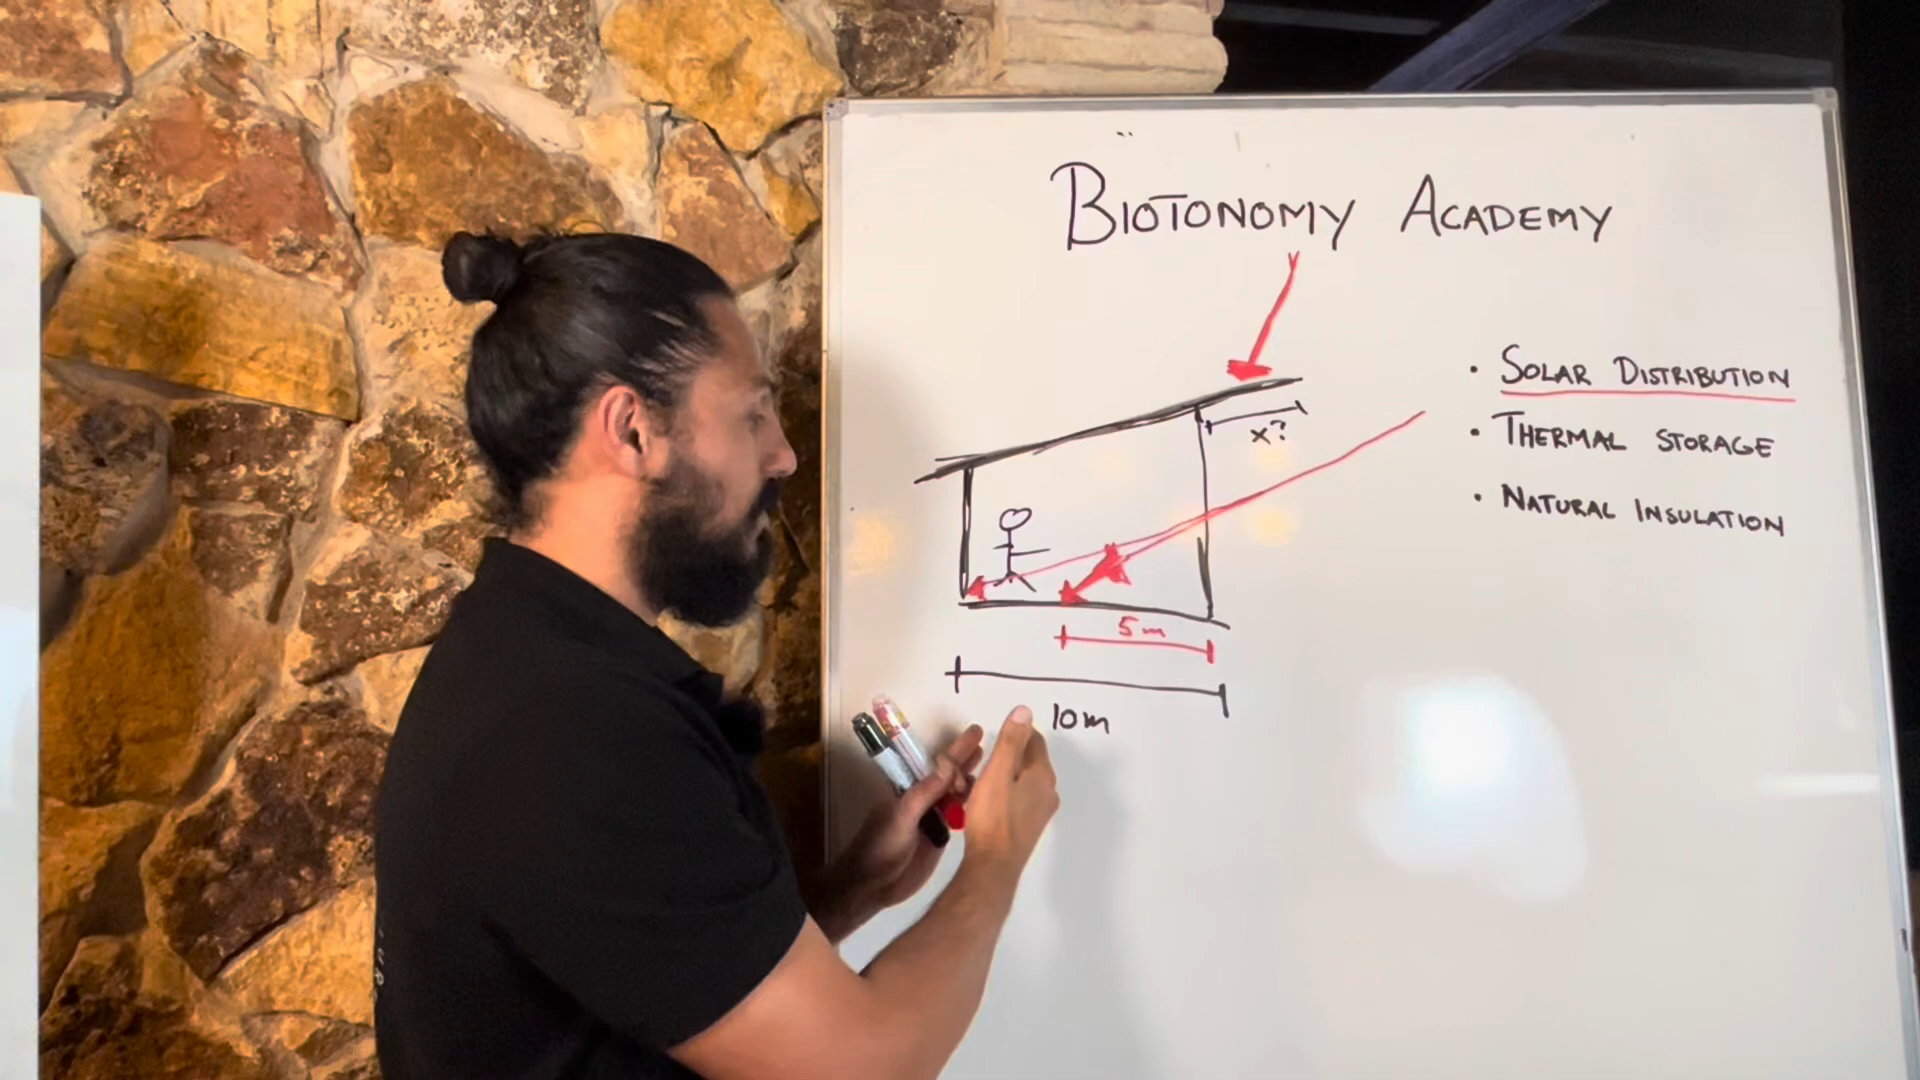 BIOTONOMY ACADEMY
• SOLAR DISTRIBUTION
x?
• THERMAL STORAGE
• NATURAL INSULATION
5m
10m